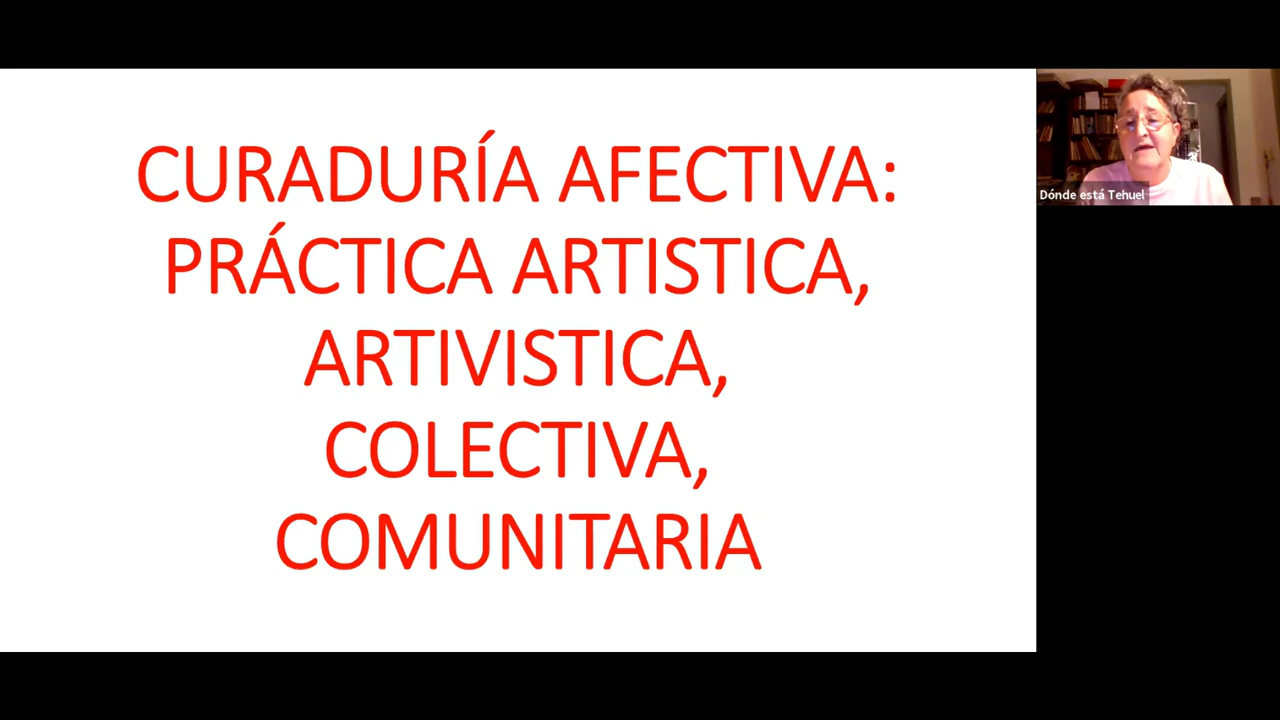 CURADURÍA AFECTIVA:
PRÁCTICA ARTISTICA,
ARTIVISTICA,
COLECTIVA,
COMUNITARIA
Dónde está Tehuel